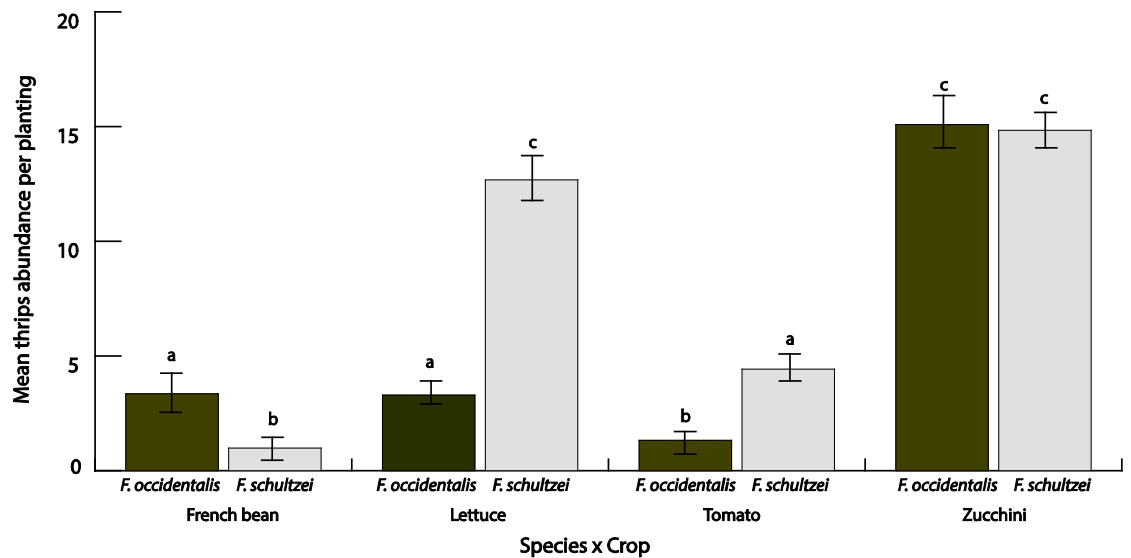 Mean thrips abundance per planting
20
15
10
5
0
a
b
a
c
b
a
c
c
F. occidentalis F. schultzei F. occidentalis F. schultzei F. occidentalis F. schultzei F. occidentalis F. schultzei
French bean Lettuce Tomato Zucchini
Species x Crop